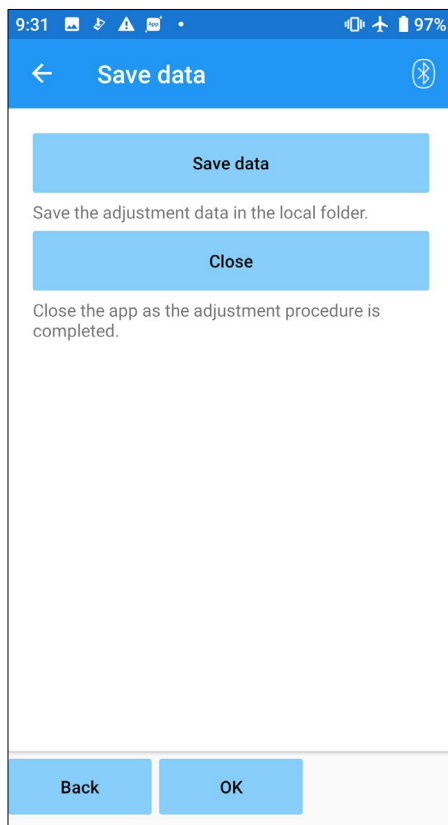 9:31 App 97%
Save data
Save data
Save the adjustment data in the local folder.
Close
Close the app as the adjustment procedure is
completed.
Back OK